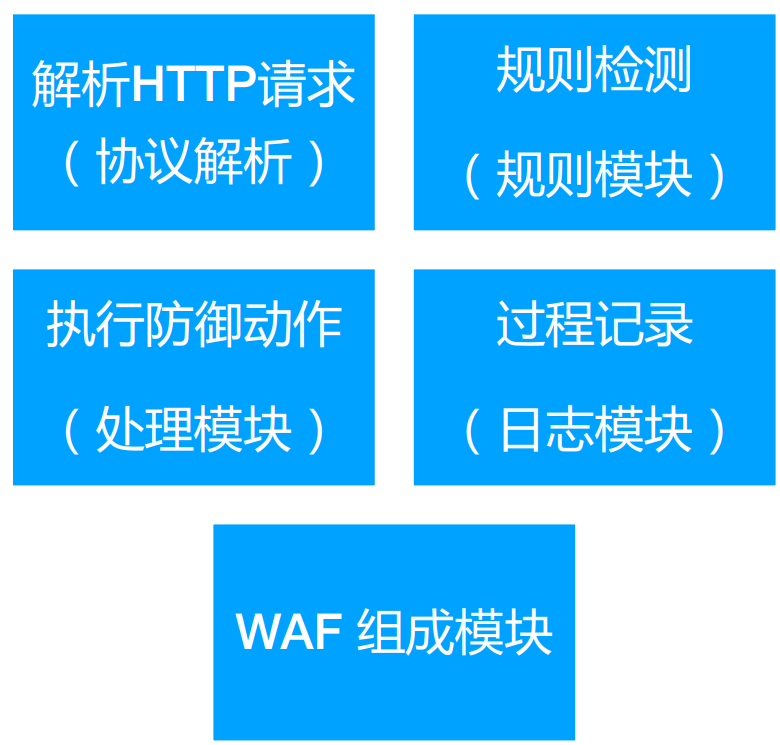 解析HTTP请求
（协议解析）
规则检测
（规则模块）
执行防御动作
（处理模块）
过程记录
（日志模块）
WAF 组成模块